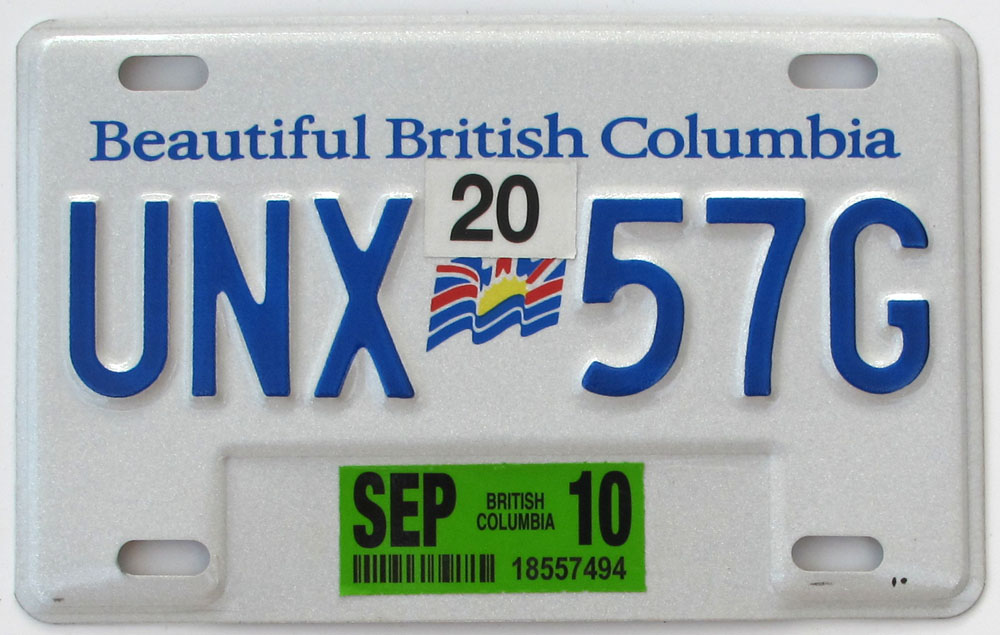 Beautiful British Columbia
20
UNX 57G
SEP BRITISH COLUMBIA 10
18557494